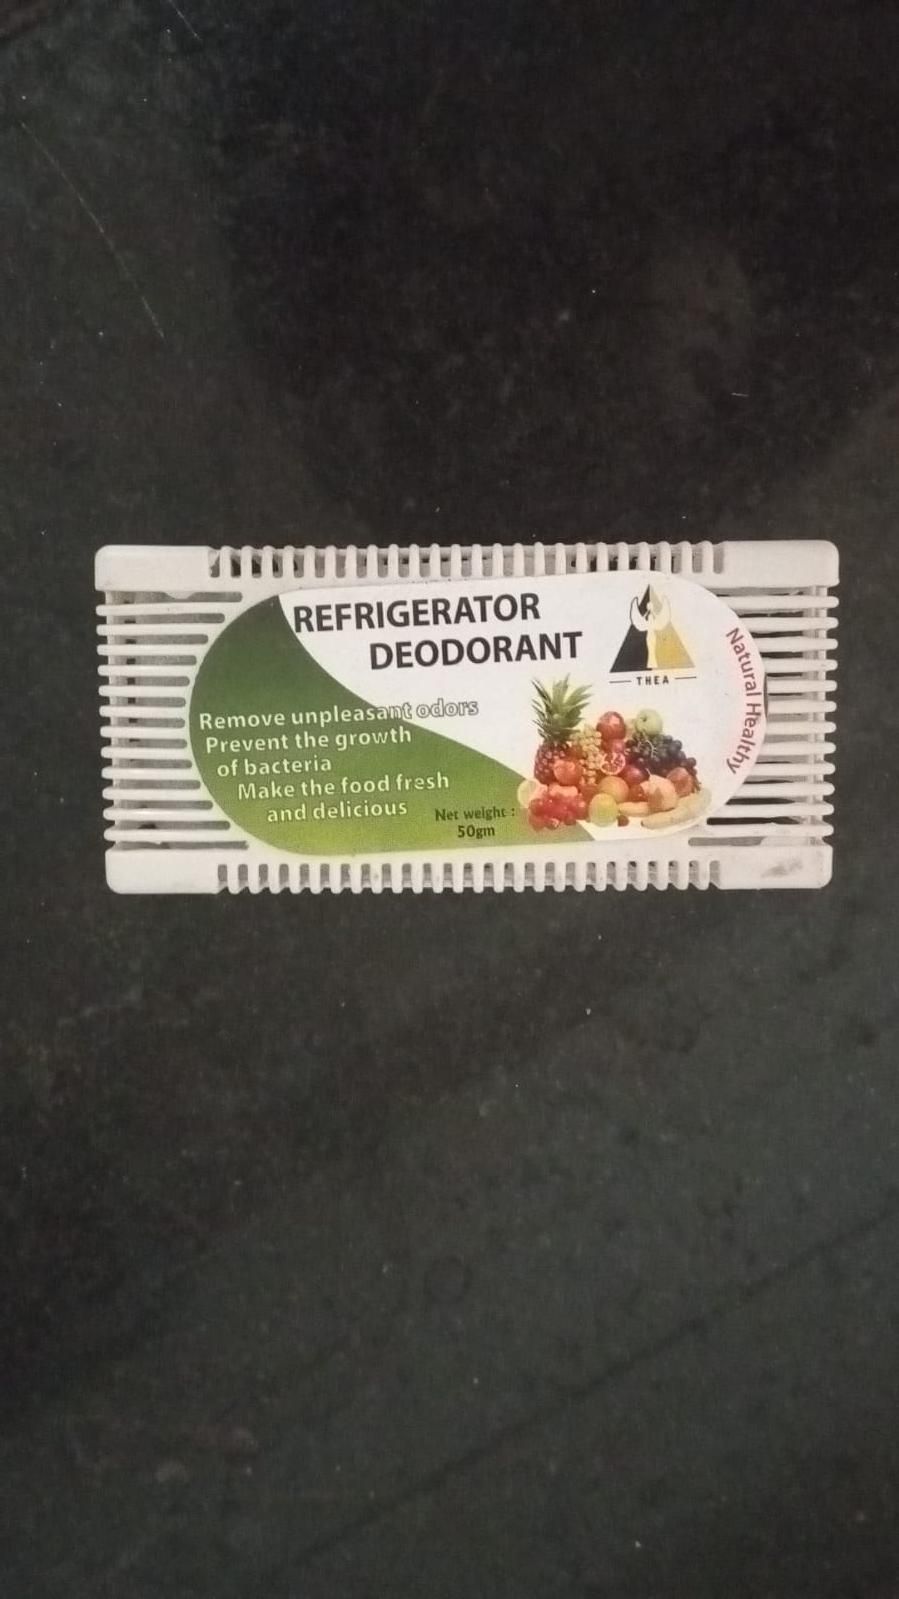 REFRIGERATOR
DEODORANT
THEA
Natural Healthy
Remove unpleasant odors
Prevent the growth
of bacteria
Make the food fresh
and delicious
Net weight :
50gm